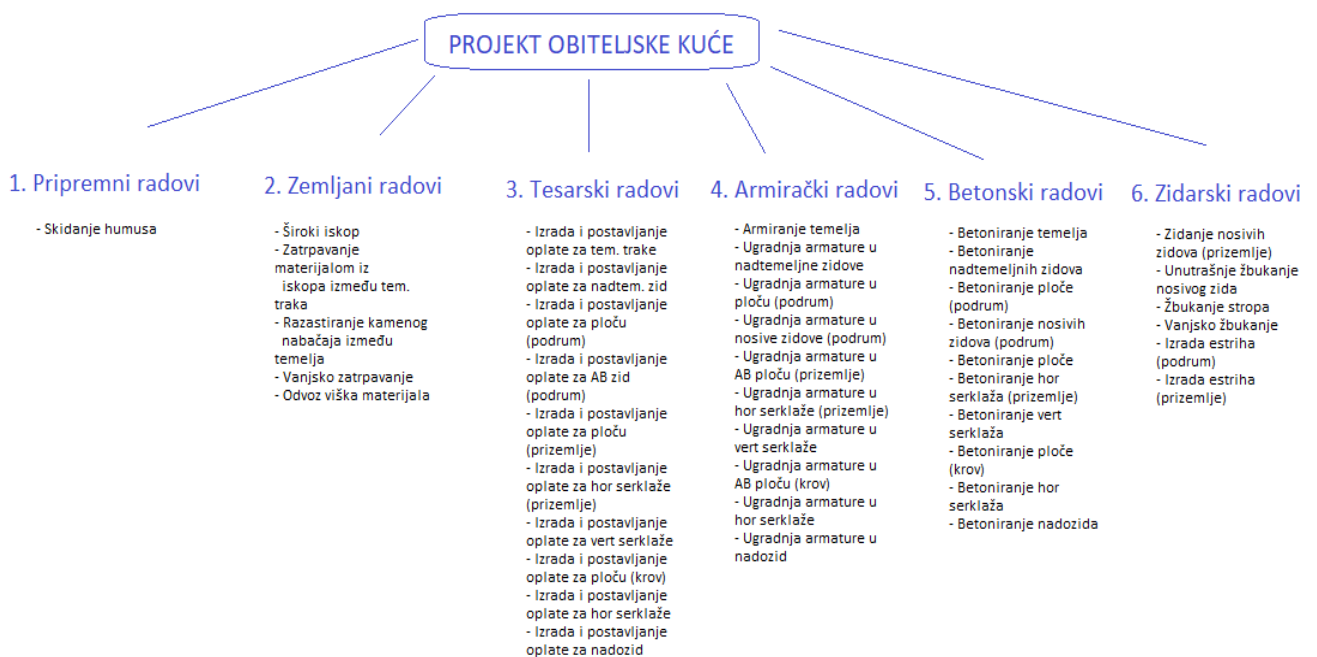 PROJEKT OBITELJSKE KUĆE
1. Pripremni radovi
- Skidanje humusa
2. Zemljani radovi
- Široki iskop
- Zatrpavanje
materijalom iz
iskopa između tem.
traka
- Razastiranje kamenog
nabačaja između
temelja
- Vanjsko zatrpavanje
- Odvoz viška materijala
3. Tesarski radovi
- Izrada i postavljanje
oplate za tem. trake
- Izrada i postavljanje
oplate za nadtem. zid
- Izrada i postavljanje
oplate za ploču
(podrum)
- Izrada i postavljanje
oplate za AB zid
(podrum)
- Izrada i postavljanje
oplate za ploču
(prizemlje)
- Izrada i postavljanje
oplate za hor serklaže
(prizemlje)
- Izrada i postavljanje
oplate za vert serklaže
- Izrada i postavljanje
oplate za ploču (krov)
- Izrada i postavljanje
oplate za hor serklaže
- Izrada i postavljanje
oplate za nadozid
4. Armirački radovi
- Armiranje temelja
- Ugradnja armature u
nadtemeljne zidove
- Ugradnja armature u
ploču (podrum)
- Ugradnja armature u
nosive zidove (podrum)
- Ugradnja armature u
AB ploču (prizemlje)
- Ugradnja armature u
hor serklaže (prizemlje)
- Ugradnja armature u
vert serklaže
- Ugradnja armature u
AB ploču (krov)
- Ugradnja armature u
hor serklaže
- Ugradnja armature u
nadozid
5. Betonski radovi
- Betoniranje temelja
- Betoniranje
nadtemeljnih zidova
- Betoniranje ploče
(podrum)
- Betoniranje nosivih
zidova (podrum)
- Betoniranje ploče
- Betoniranje hor
serklaža (prizemlje)
- Betoniranje vert
serklaža
- Betoniranje ploče
(krov)
- Betoniranje hor
serklaža
- Betoniranje nadozida
6. Zidarski radovi
- Zidanje nosivih
zidova (prizemlje)
- Unutrašnje žbukanje
nosivog zida
- Žbukanje stropa
- Vanjsko žbukanje
- Izrada estriha
(podrum)
- Izrada estriha
(prizemlje)